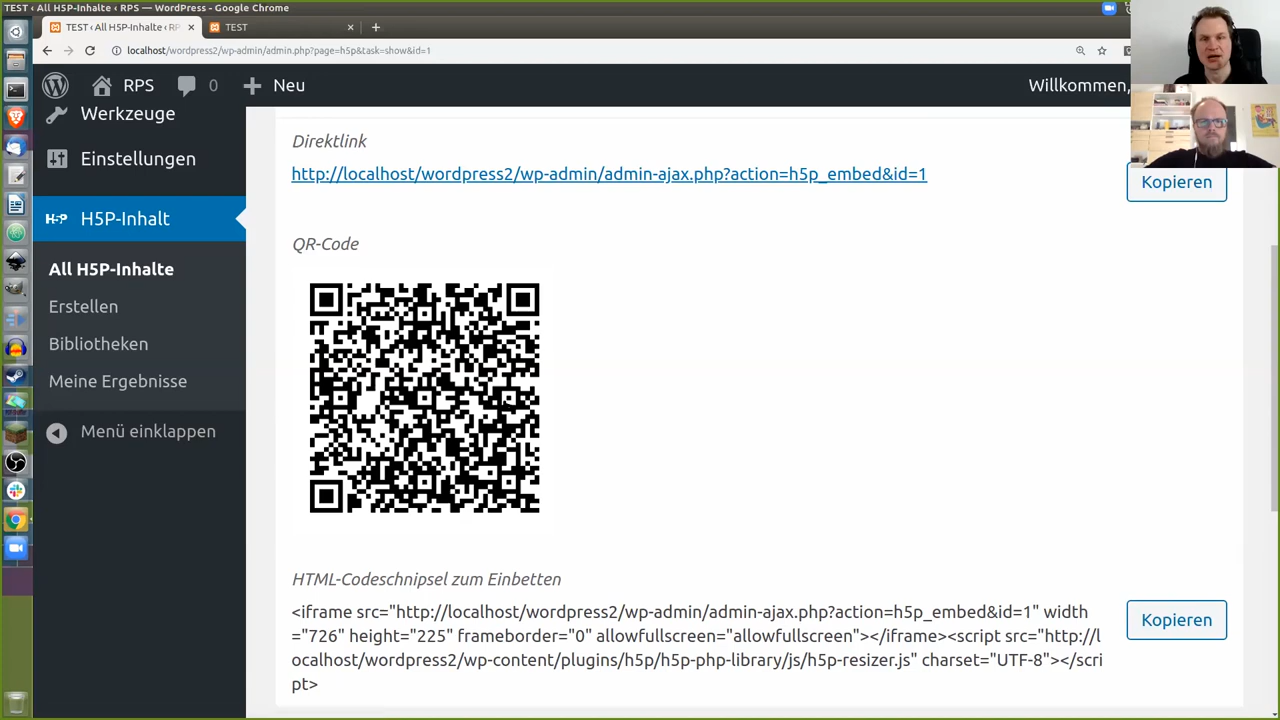 TEST ‹ All H5P-Inhalte ‹ RPS — WordPress - Google Chrome
TEST ‹ All H5P-Inhalte ‹ RP
TEST
localhost/wordpress2/wp-admin/admin.php?page=h5p&task=show&id=1
RPS
0
Neu
Willkommen,
Werkzeuge
Einstellungen
H5P-Inhalt
All H5P-Inhalte
Erstellen
Bibliotheken
Meine Ergebnisse
Menü einklappen
Direktlink
http://localhost/wordpress2/wp-admin/admin-ajax.php?action=h5p_embed&id=1
Kopieren
QR-Code
HTML-Codeschnipsel zum Einbetten
<iframe src="http://localhost/wordpress2/wp-admin/admin-ajax.php?action=h5p_embed&id=1" width
="726" height="225" frameborder="0" allowfullscreen="allowfullscreen"></iframe><script src="http://l
ocalhost/wordpress2/wp-content/plugins/h5p/h5p-php-library/js/h5p-resizer.js" charset="UTF-8"></scri
pt>
Kopieren